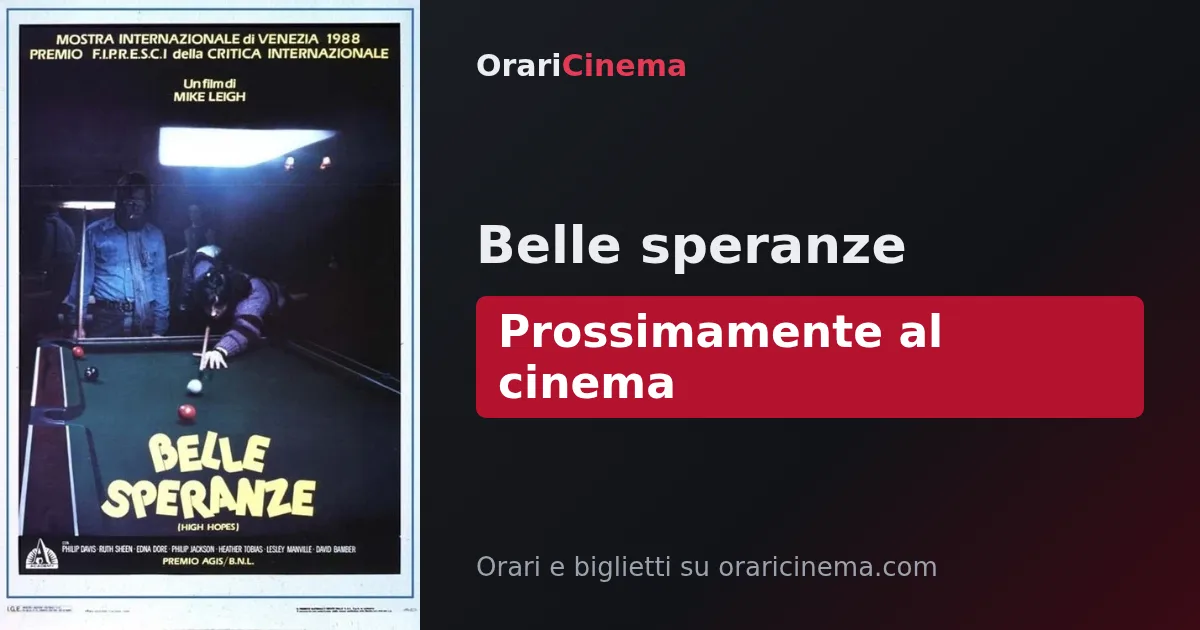 MOSTRA INTERNAZIONALE di VENEZIA 1988
PREMIO F.I.P.R.E.S.C.I della CRITICA INTERNAZIONALE
Un film di
MIKE LEIGH
BELLE
SPERANZE
(HIGH HOPES)
CON
PHILIP DAVIS · RUTH SHEEN · EDNA DORE · PHILIP JACKSON · HEATHER TOBIAS · LESLEY MANVILLE · DAVID BAMBER
PREMIO AGIS/B.N.L.
OrariCinema
Belle speranze
Prossimamente al
cinema
Orari e biglietti su oraricinema.com